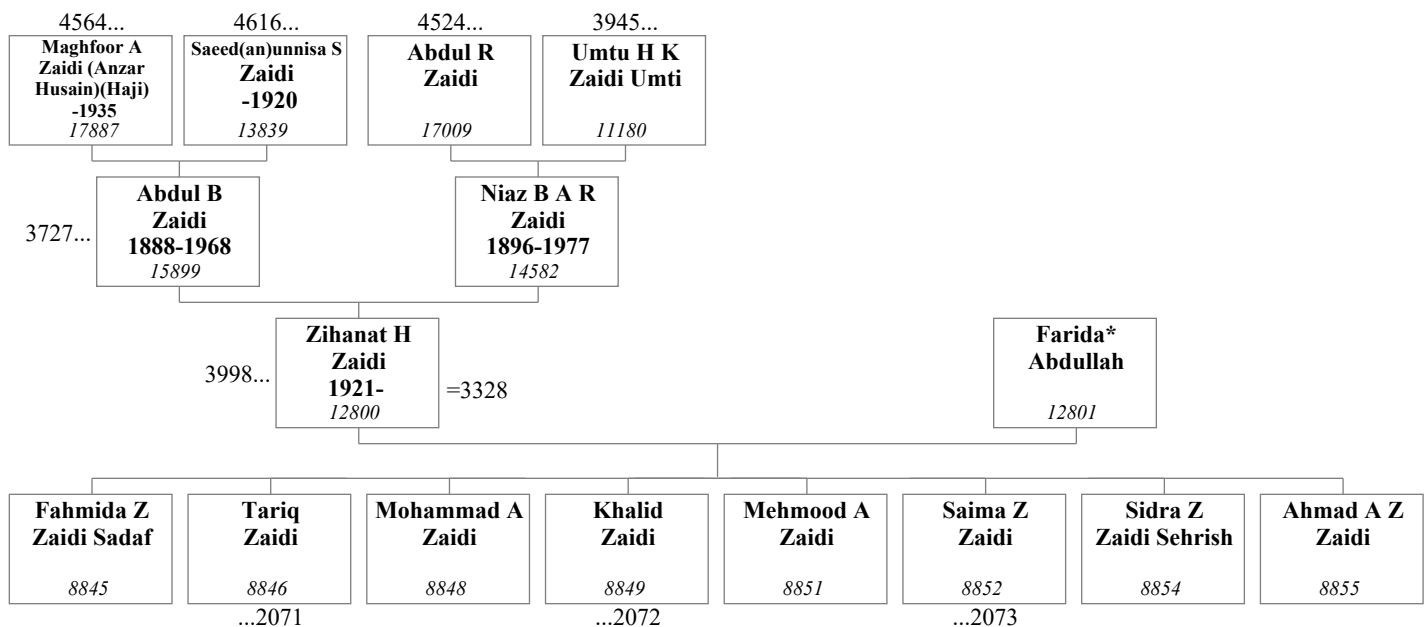 4564...
4616...
4524...
3945...
Maghfoor A
Zaidi (Anzar
Husain)(Haji)
-1935
17887
Saeed(an)unnisa S
Zaidi
-1920
13839
Abdul R
Zaidi
17009
Umtu H K
Zaidi Umti
11180
3727...
Abdul B
Zaidi
1888-1968
15899
Niaz B A R
Zaidi
1896-1977
14582
3998...
Zihanat H
Zaidi
1921-
12800
=3328
Farida*
Abdullah
12801
Fahmida Z
Zaidi Sadaf
8845
Tariq
Zaidi
8846
...2071
Mohammad A
Zaidi
8848
Khalid
Zaidi
8849
...2072
Mehmood A
Zaidi
8851
Saima Z
Zaidi
8852
...2073
Sidra Z
Zaidi Sehrish
8854
Ahmad A Z
Zaidi
8855